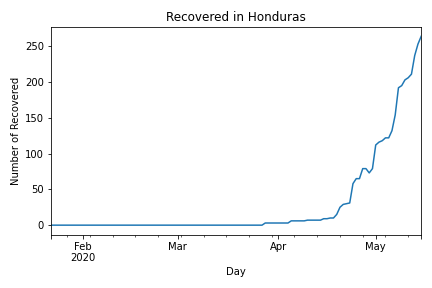 Recovered in Honduras
Number of Recovered
250
200
150
100
50
0
Feb
2020
Mar
Apr
May
Day